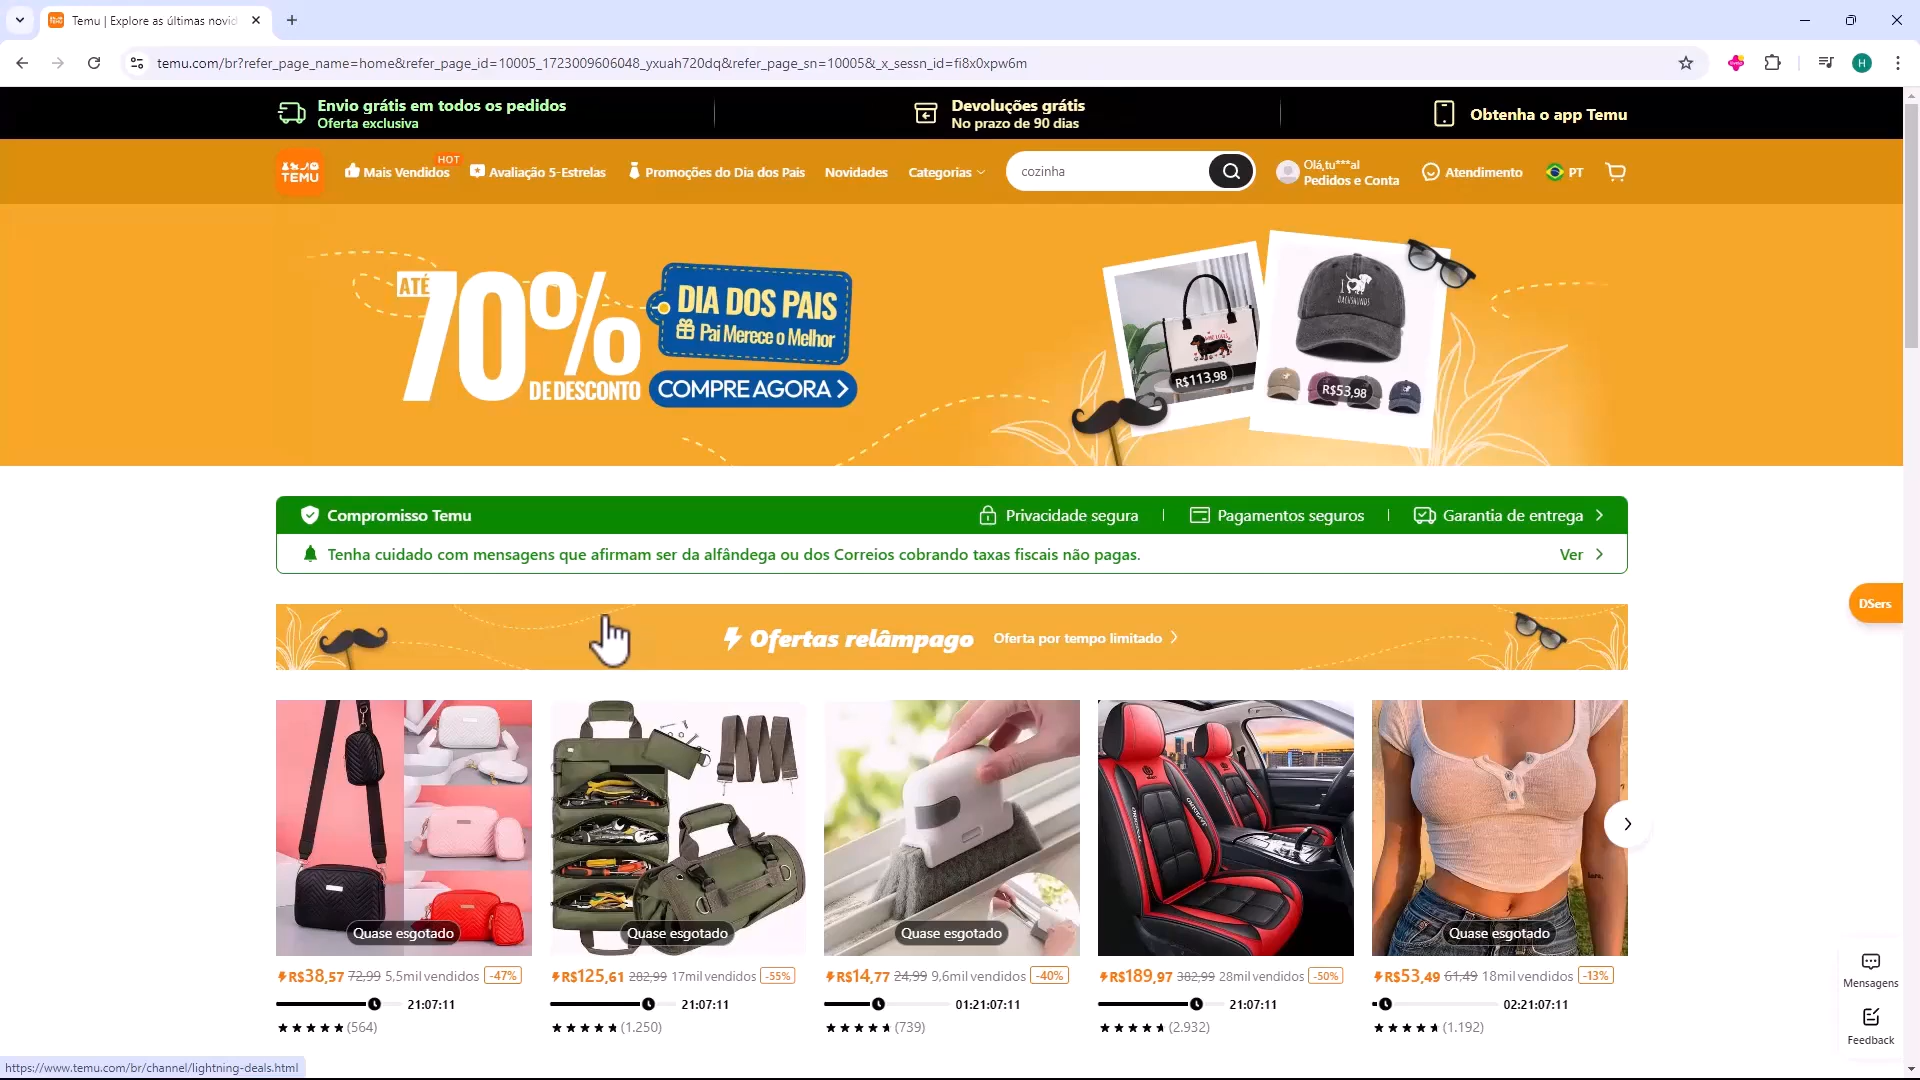 Temu | Explore as últimas novid
temu.com/br?refer_page_name=home&refer_page_id=10005_1723009606048_yxuah720dq&refer_page_sn=10005&_x_sessn_id=fi8x0xpw6m
H
Envio grátis em todos os pedidos
Oferta exclusiva
Devoluções grátis
No prazo de 90 dias
Obtenha o app Temu
TEMU
Mais Vendidos
HOT
Avaliação 5-Estrelas
Promoções do Dia dos Pais
Novidades
Categorias
cozinha
Olá,tu***al
Pedidos e Conta
Atendimento
PT
ATÉ
70%
DE DESCONTO
DIA DOS PAIS
Pai Merece o Melhor
COMPRE AGORA
R$113,98
I
DACHSHUNDS
R$53,98
Compromisso Temu
Privacidade segura
Pagamentos seguros
Garantia de entrega
Tenha cuidado com mensagens que afirmam ser da alfândega ou dos Correios cobrando taxas fiscais não pagas.
Ver
DSers
Ofertas relâmpago
Oferta por tempo limitado
Quase esgotado
Quase esgotado
Quase esgotado
Quase esgotado
R$38,57 72,99 5,5mil vendidos -47%
R$125,61 282,99 17mil vendidos -55%
R$14,77 24,99 9,6mil vendidos -40%
R$189,97 382,99 28mil vendidos -50%
R$53,49 61,49 18mil vendidos -13%
21:07:11
21:07:11
01:21:07:11
21:07:11
02:21:07:11
(564)
(1.250)
(739)
(2.932)
(1.192)
Mensagens
Feedback
https://www.temu.com/br/channel/lightning-deals.html